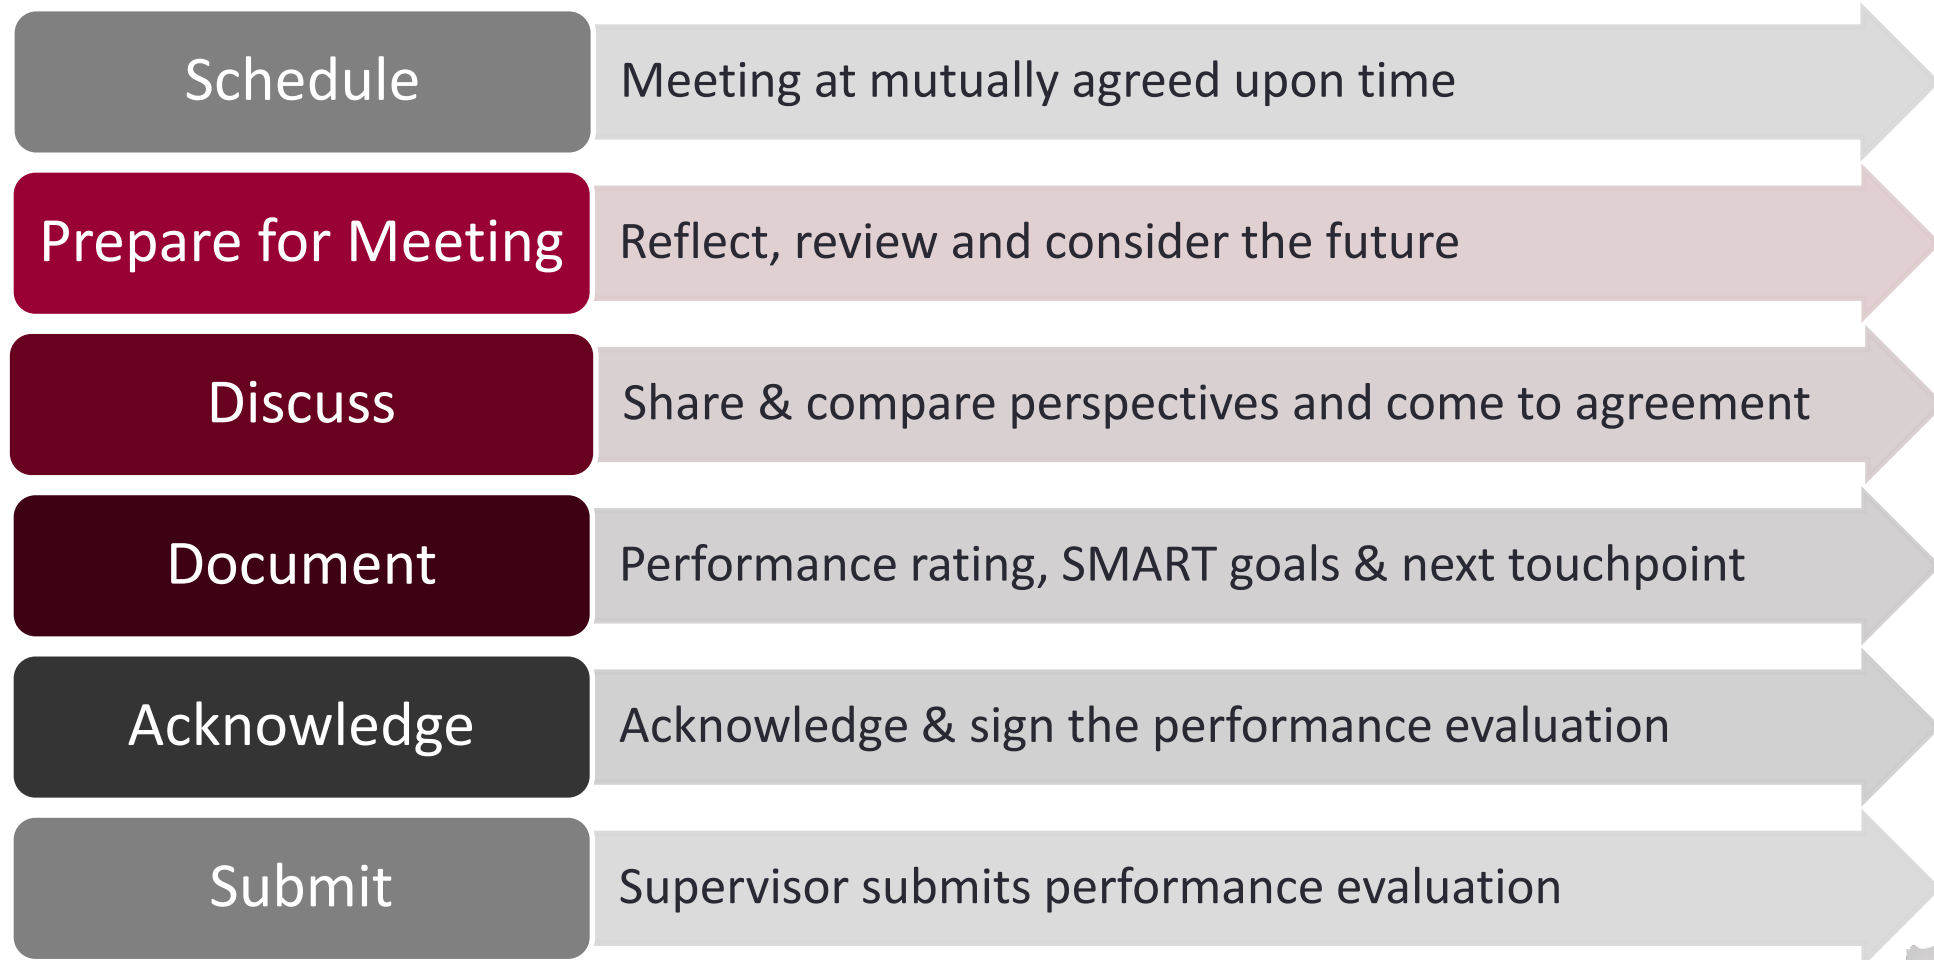 Schedule
Meeting at mutually agreed upon time
Prepare for Meeting
Reflect, review and consider the future
Discuss
Share & compare perspectives and come to agreement
Document
Performance rating, SMART goals & next touchpoint
Acknowledge
Acknowledge & sign the performance evaluation
Submit
Supervisor submits performance evaluation